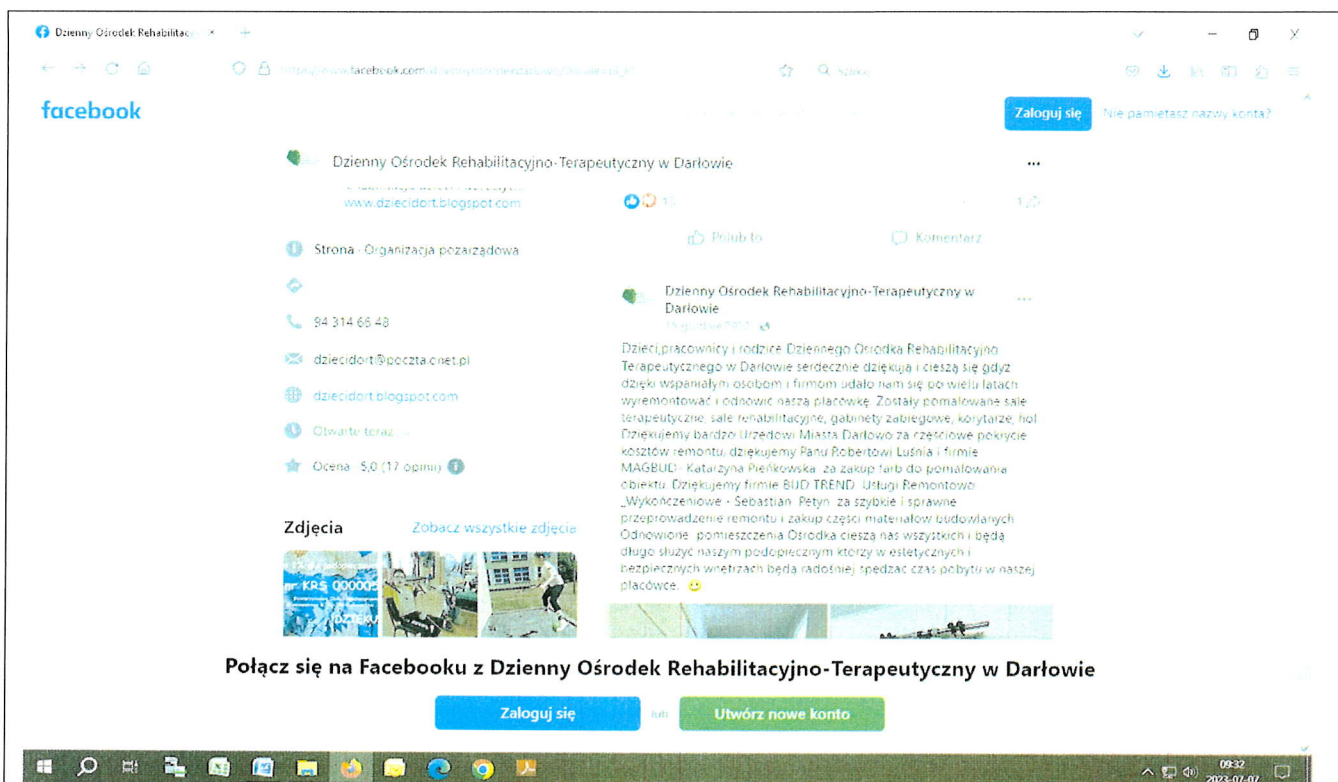 Dzienny Ośrodek Rehabilitac
facebook.com
Szukaj
facebook
Zaloguj się
Nie pamiętasz nazwy konta?
Dzienny Ośrodek Rehabilitacyjno-Terapeutyczny w Darłowie
www.dziecidort.blogspot.com
Strona · Organizacja pozarządowa
94 314 66 48
dziecidort@poczta.onet.pl
dziecidort.blogspot.com
Otwarte teraz
Ocena · 5,0 (17 opinii)
Zdjęcia
Zobacz wszystkie zdjęcia
nr. KRS 000005
DZIĘKU
Polub to
Komentarz
Dzienny Ośrodek Rehabilitacyjno-Terapeutyczny w
Darłowie
Dzieci,pracownicy i rodzice Dziennego Ośrodka Rehabilitacyjno
Terapeutycznego w Darłowie serdecznie dziękują i cieszą się gdyż
dzięki wspaniałym osobom i firmom udało nam się po wielu latach
wyremontować i odnowić naszą placówkę. Zostały pomalowane sale
terapeutyczne, sale rehabilitacyjne, gabinety zabiegowe, korytarze, hol.
Dziękujemy bardzo Urzędowi Miasta Darłowo za częściowe pokrycie
kosztów remontu, dziękujemy Panu Robertowi Luśnia i firmie
MAGBUD- Katarzyna Pieńkowska za zakup farb do pomalowania
obiektu. Dziękujemy firmie BUD TREND Usługi Remontowo
_Wykończeniowe - Sebastian Petyn za szybkie i sprawne
przeprowadzenie remontu i zakup części materiałów budowlanych.
Odnowione pomieszczenia Ośrodka cieszą nas wszystkich i będą
długo służyć naszym podopiecznym którzy w estetycznych i
bezpiecznych wnętrzach będą radośniej spędzać czas pobytu w naszej
placówce. 🙂
Połącz się na Facebooku z Dzienny Ośrodek Rehabilitacyjno-Terapeutyczny w Darłowie
Zaloguj się
lub
Utwórz nowe konto
09:32
2023-07-07